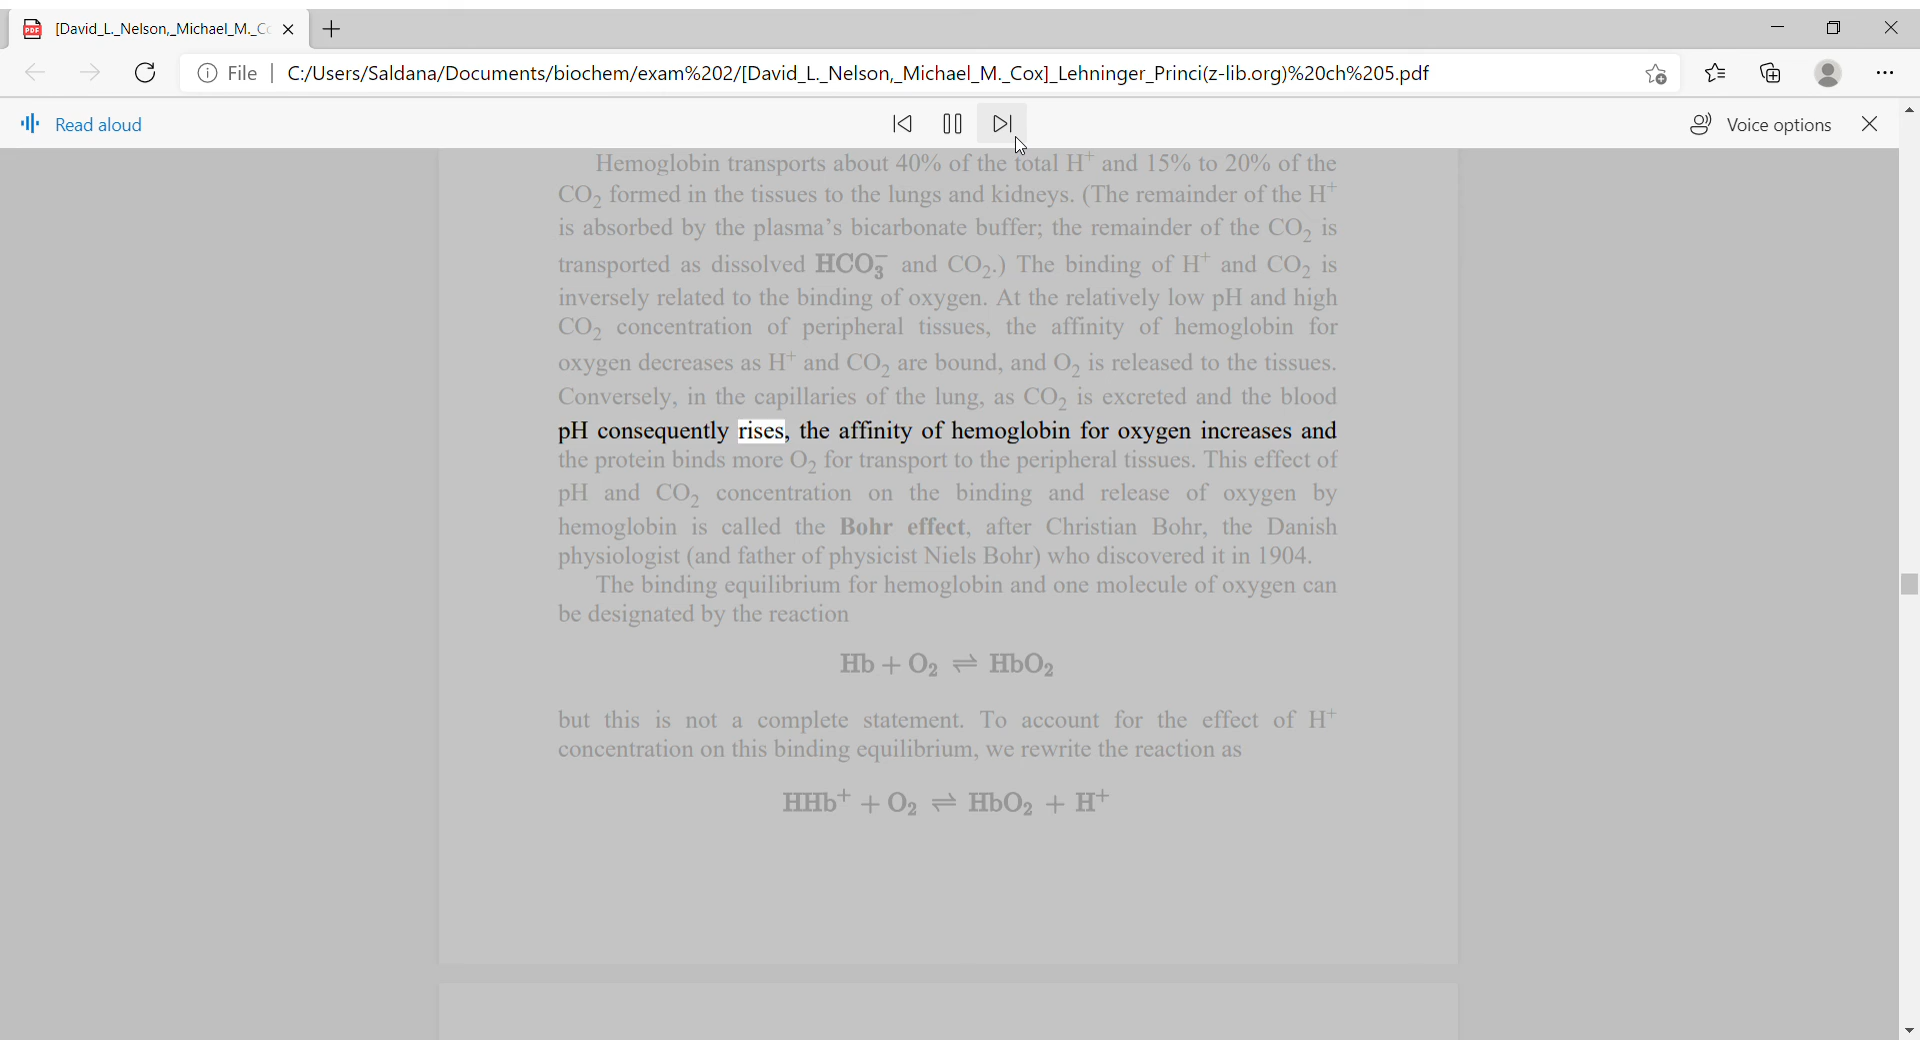 [David_L._Nelson,_Michael_M._Co
File | C:/Users/Saldana/Documents/biochem/exam%202/[David_L._Nelson,_Michael_M._Cox]_Lehninger_Princi(z-lib.org)%20ch%205.pdf
Read aloud
Voice options
Hemoglobin transports about 40% of the total H⁺ and 15% to 20% of the
CO₂ formed in the tissues to the lungs and kidneys. (The remainder of the H⁺
is absorbed by the plasma’s bicarbonate buffer; the remainder of the CO₂ is
transported as dissolved HCO₃⁻ and CO₂.) The binding of H⁺ and CO₂ is
inversely related to the binding of oxygen. At the relatively low pH and high
CO₂ concentration of peripheral tissues, the affinity of hemoglobin for
oxygen decreases as H⁺ and CO₂ are bound, and O₂ is released to the tissues.
Conversely, in the capillaries of the lung, as CO₂ is excreted and the blood
pH consequently rises, the affinity of hemoglobin for oxygen increases and
the protein binds more O₂ for transport to the peripheral tissues. This effect of
pH and CO₂ concentration on the binding and release of oxygen by
hemoglobin is called the Bohr effect, after Christian Bohr, the Danish
physiologist (and father of physicist Niels Bohr) who discovered it in 1904.
The binding equilibrium for hemoglobin and one molecule of oxygen can
be designated by the reaction
Hb + O₂ ⇌ HbO₂
but this is not a complete statement. To account for the effect of H⁺
concentration on this binding equilibrium, we rewrite the reaction as
HHb⁺ + O₂ ⇌ HbO₂ + H⁺